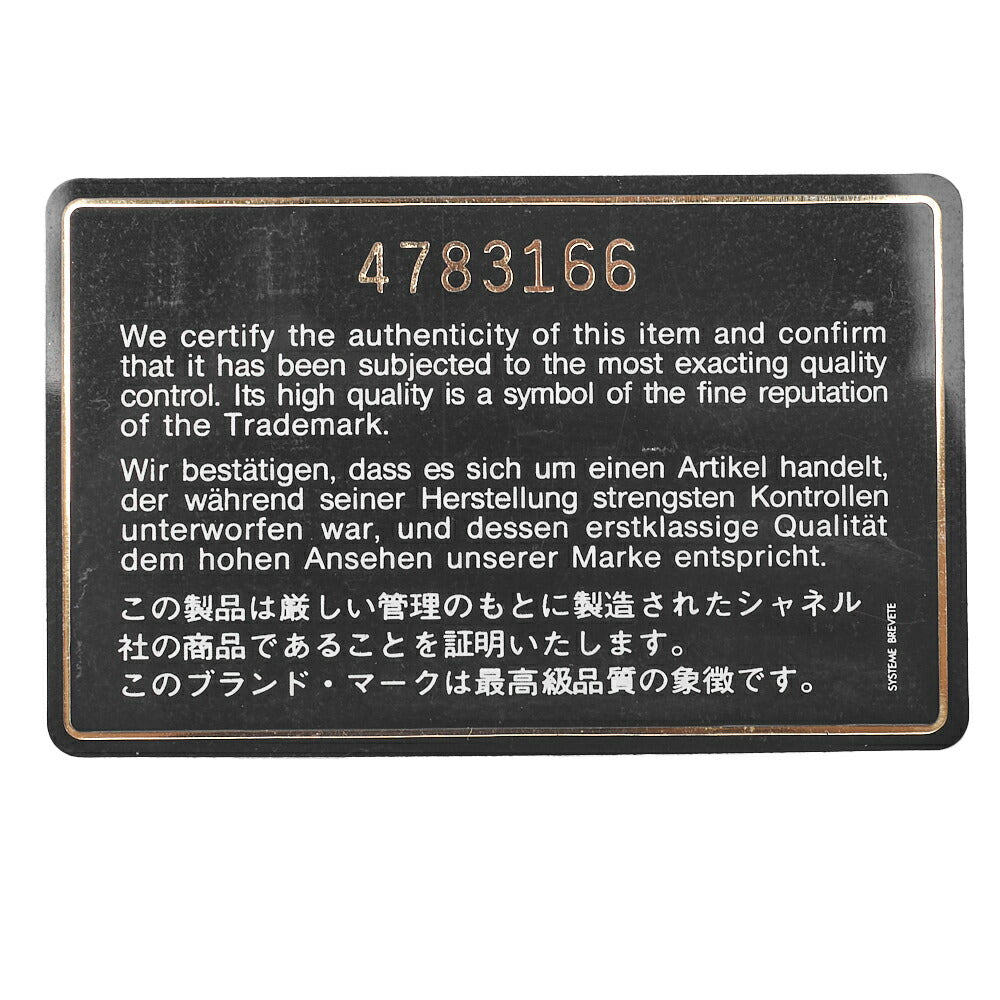 4783166
We certify the authenticity of this item and confirm
that it has been subjected to the most exacting quality
control. Its high quality is a symbol of the fine reputation
of the Trademark.
Wir bestätigen, dass es sich um einen Artikel handelt,
der während seiner Herstellung strengsten Kontrollen
unterworfen war, und dessen erstklassige Qualität
dem hohen Ansehen unserer Marke entspricht.
この製品は厳しい管理のもとに製造されたシャネル
社の商品であることを証明いたします。
このブランド・マークは最高級品質の象徴です。
SYSTEME BREVETE